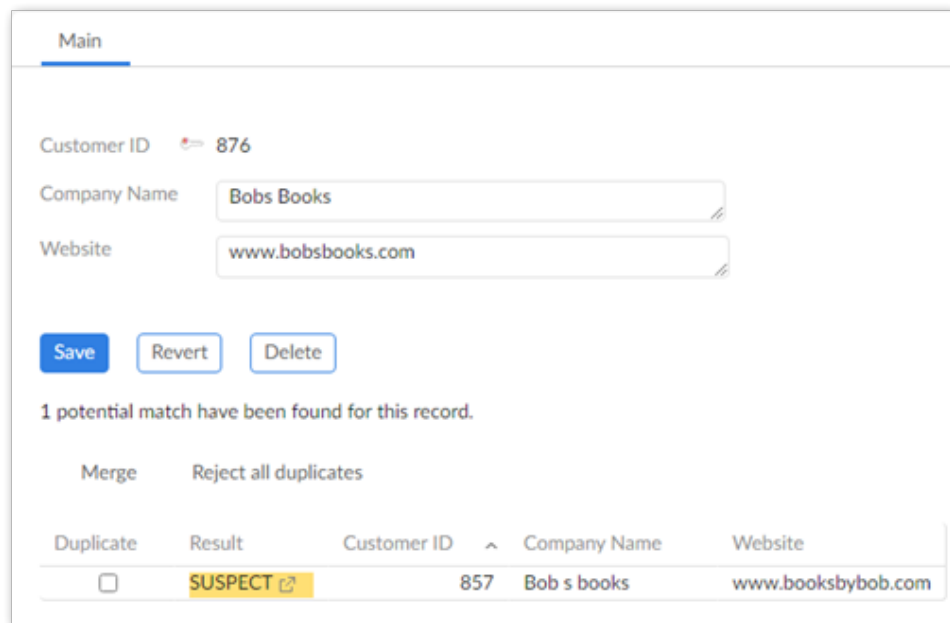 Main
Customer ID 876
Company Name Bobs Books
Website www.bobsbooks.com
Save Revert Delete
1 potential match have been found for this record.
Merge Reject all duplicates
Duplicate Result Customer ID Company Name Website
SUSPECT 857 Bob s books www.booksbybob.com